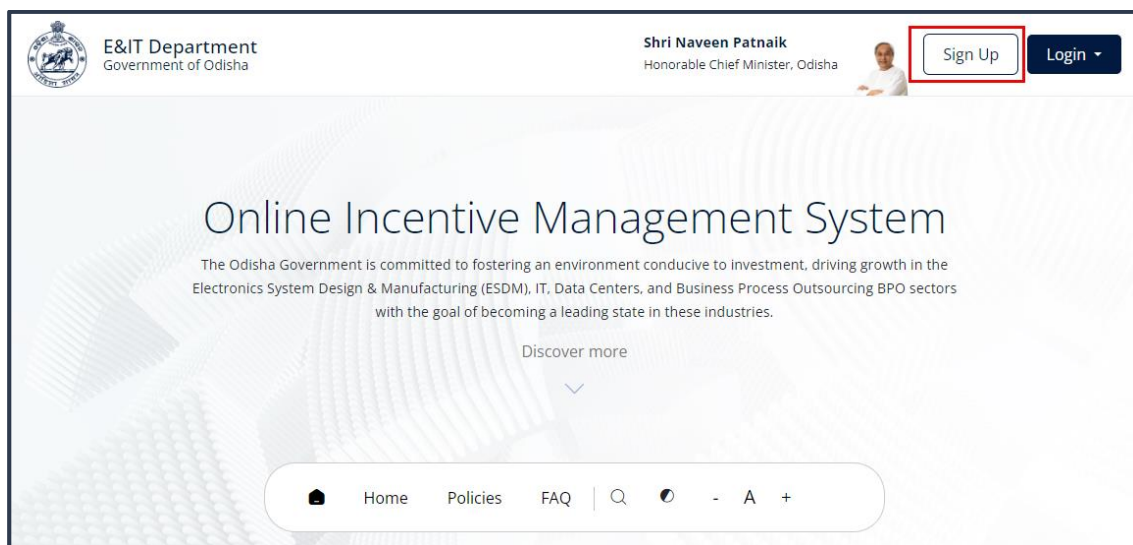 E&IT Department
Government of Odisha
Shri Naveen Patnaik
Honorable Chief Minister, Odisha
Sign Up
Login
Online Incentive Management System
The Odisha Government is committed to fostering an environment conducive to investment, driving growth in the
Electronics System Design & Manufacturing (ESDM), IT, Data Centers, and Business Process Outsourcing BPO sectors
with the goal of becoming a leading state in these industries.
Discover more
Home Policies FAQ - A +